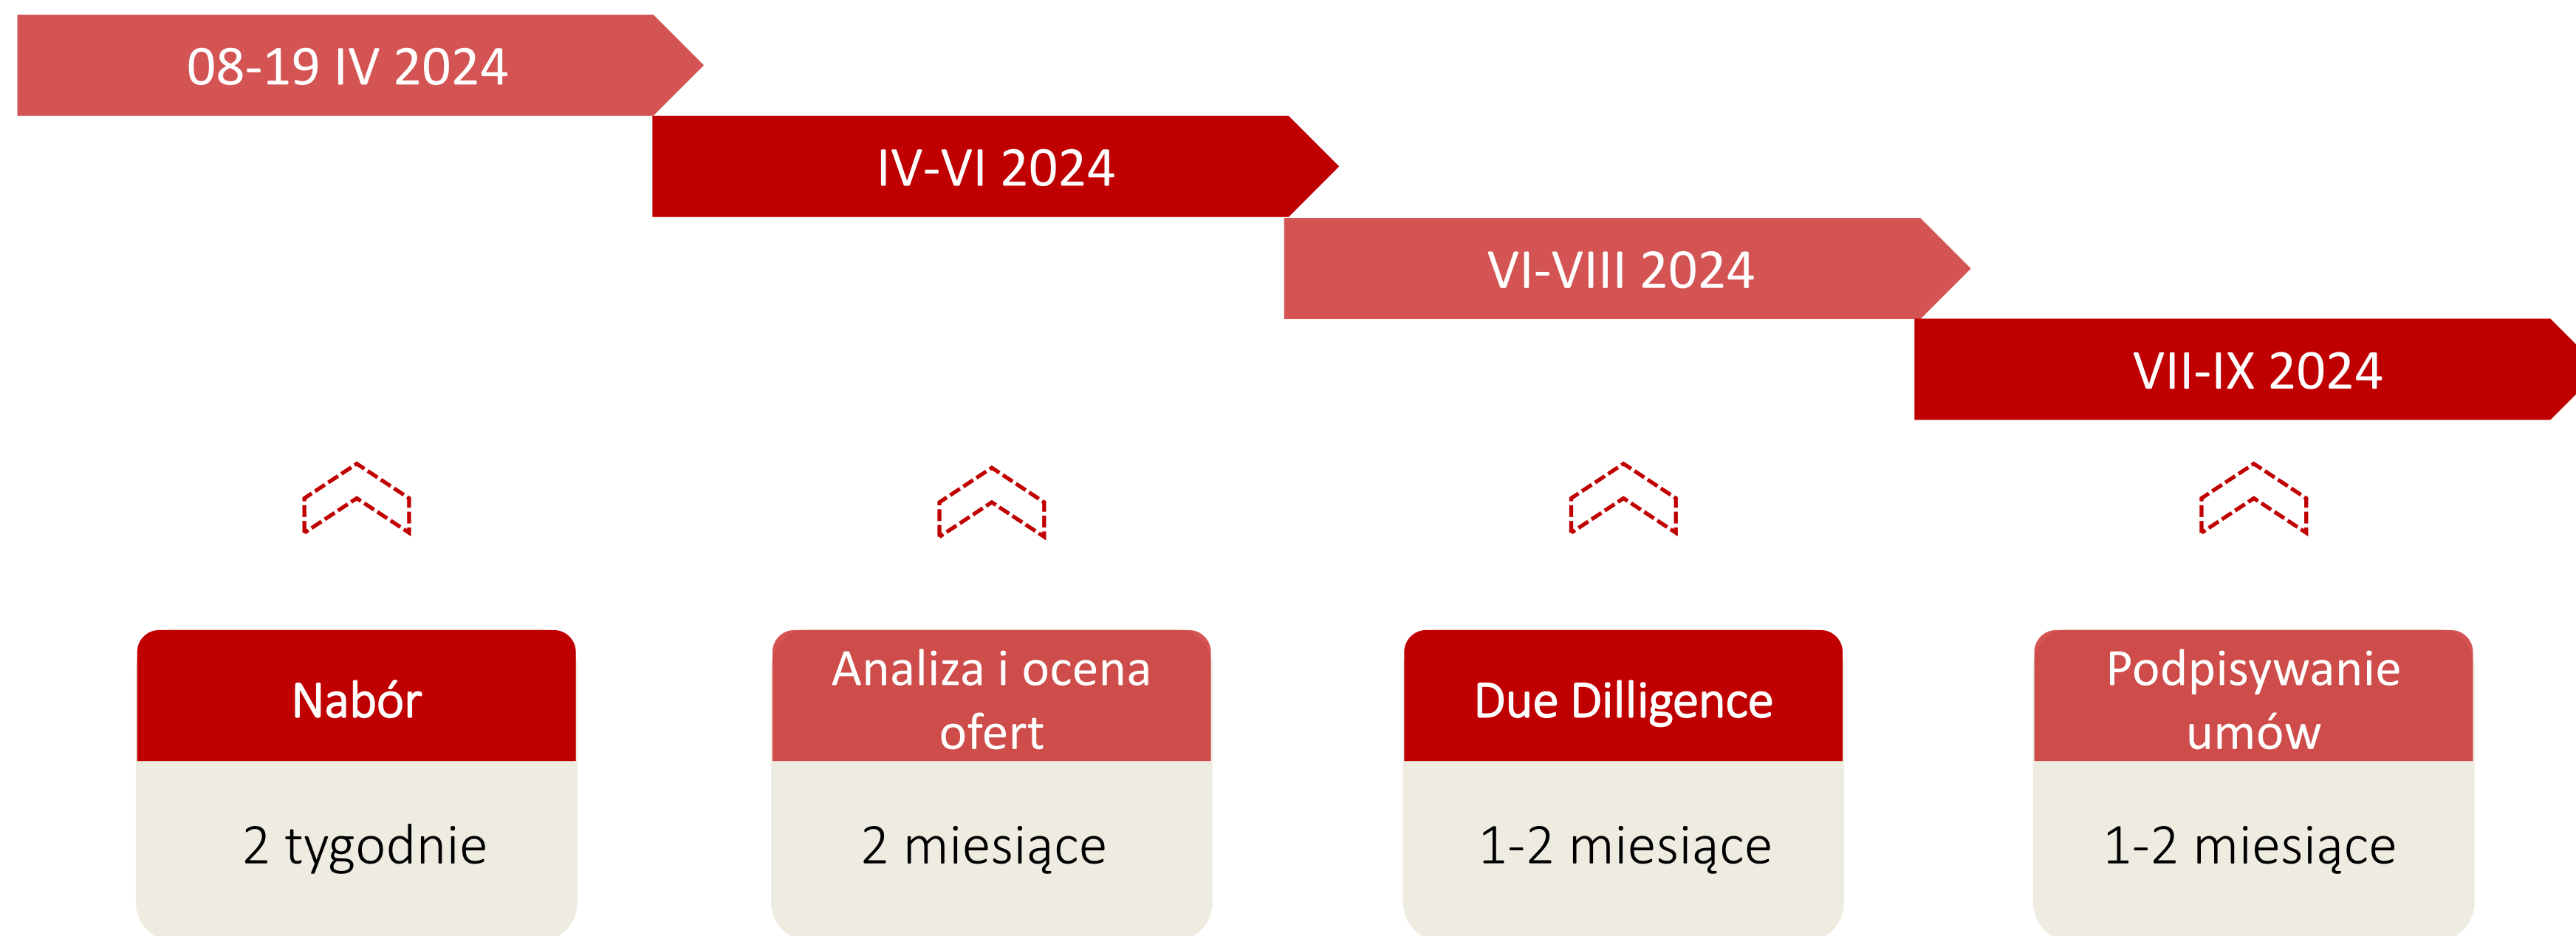 08-19 IV 2024
IV-VI 2024
VI-VIII 2024
VII-IX 2024
Nabór
2 tygodnie
Analiza i ocena
ofert
2 miesiące
Due Dilligence
1-2 miesiące
Podpisywanie
umów
1-2 miesiące